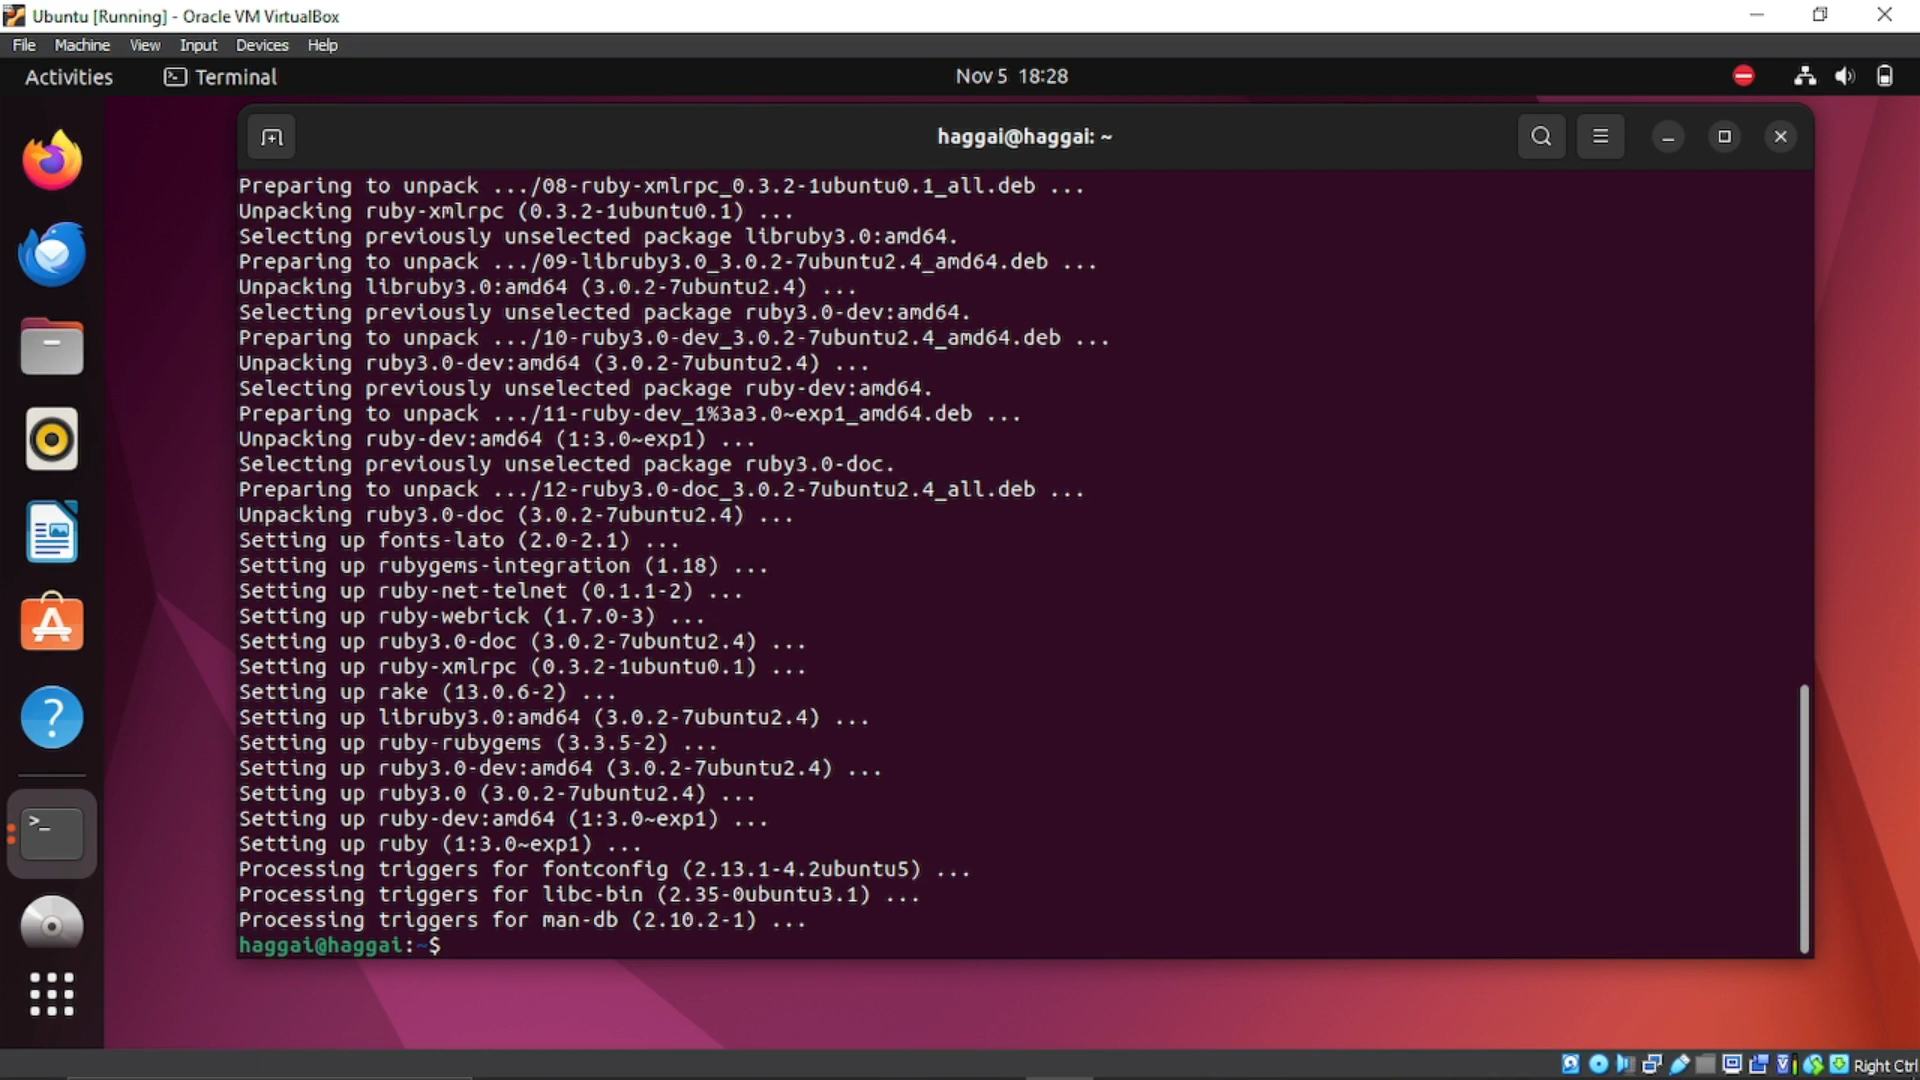 Ubuntu [Running] - Oracle VM VirtualBox
File Machine View Input Devices Help
Activities Terminal Nov 5 18:28
haggai@haggai: ~
Preparing to unpack .../08-ruby-xmlrpc_0.3.2-1ubuntu0.1_all.deb ...
Unpacking ruby-xmlrpc (0.3.2-1ubuntu0.1) ...
Selecting previously unselected package libruby3.0:amd64.
Preparing to unpack .../09-libruby3.0_3.0.2-7ubuntu2.4_amd64.deb ...
Unpacking libruby3.0:amd64 (3.0.2-7ubuntu2.4) ...
Selecting previously unselected package ruby3.0-dev:amd64.
Preparing to unpack .../10-ruby3.0-dev_3.0.2-7ubuntu2.4_amd64.deb ...
Unpacking ruby3.0-dev:amd64 (3.0.2-7ubuntu2.4) ...
Selecting previously unselected package ruby-dev:amd64.
Preparing to unpack .../11-ruby-dev_1%3a3.0~exp1_amd64.deb ...
Unpacking ruby-dev:amd64 (1:3.0~exp1) ...
Selecting previously unselected package ruby3.0-doc.
Preparing to unpack .../12-ruby3.0-doc_3.0.2-7ubuntu2.4_all.deb ...
Unpacking ruby3.0-doc (3.0.2-7ubuntu2.4) ...
Setting up fonts-lato (2.0-2.1) ...
Setting up rubygems-integration (1.18) ...
Setting up ruby-net-telnet (0.1.1-2) ...
Setting up ruby-webrick (1.7.0-3) ...
Setting up ruby3.0-doc (3.0.2-7ubuntu2.4) ...
Setting up ruby-xmlrpc (0.3.2-1ubuntu0.1) ...
Setting up rake (13.0.6-2) ...
Setting up libruby3.0:amd64 (3.0.2-7ubuntu2.4) ...
Setting up ruby-rubygems (3.3.5-2) ...
Setting up ruby3.0-dev:amd64 (3.0.2-7ubuntu2.4) ...
Setting up ruby3.0 (3.0.2-7ubuntu2.4) ...
Setting up ruby-dev:amd64 (1:3.0~exp1) ...
Setting up ruby (1:3.0~exp1) ...
Processing triggers for fontconfig (2.13.1-4.2ubuntu5) ...
Processing triggers for libc-bin (2.35-0ubuntu3.1) ...
Processing triggers for man-db (2.10.2-1) ...
haggai@haggai:~$
Right Ctrl